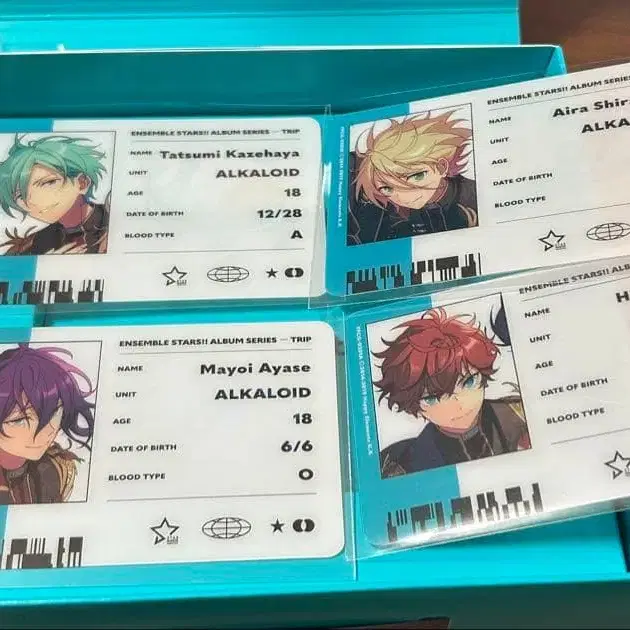 ENSEMBLE STARS!! ALBUM SERIES — TRIP
NAME Tatsumi Kazehaya
UNIT ALKALOID
AGE 18
DATE OF BIRTH 12/28
BLOOD TYPE A
ENSEMBLE STARS!! ALBUM SERIES
NAME Aira Shir
UNIT ALKA
AGE
DATE OF BIRTH
BLOOD TYPE
ENSEMBLE STARS!! ALBUM SERIES — TRIP
NAME Mayoi Ayase
UNIT ALKALOID
AGE 18
DATE OF BIRTH 6/6
BLOOD TYPE O
ENSEMBLE STARS!! ALBUM
NAME H
UNIT
AGE
DATE OF BIRTH
BLOOD TYPE